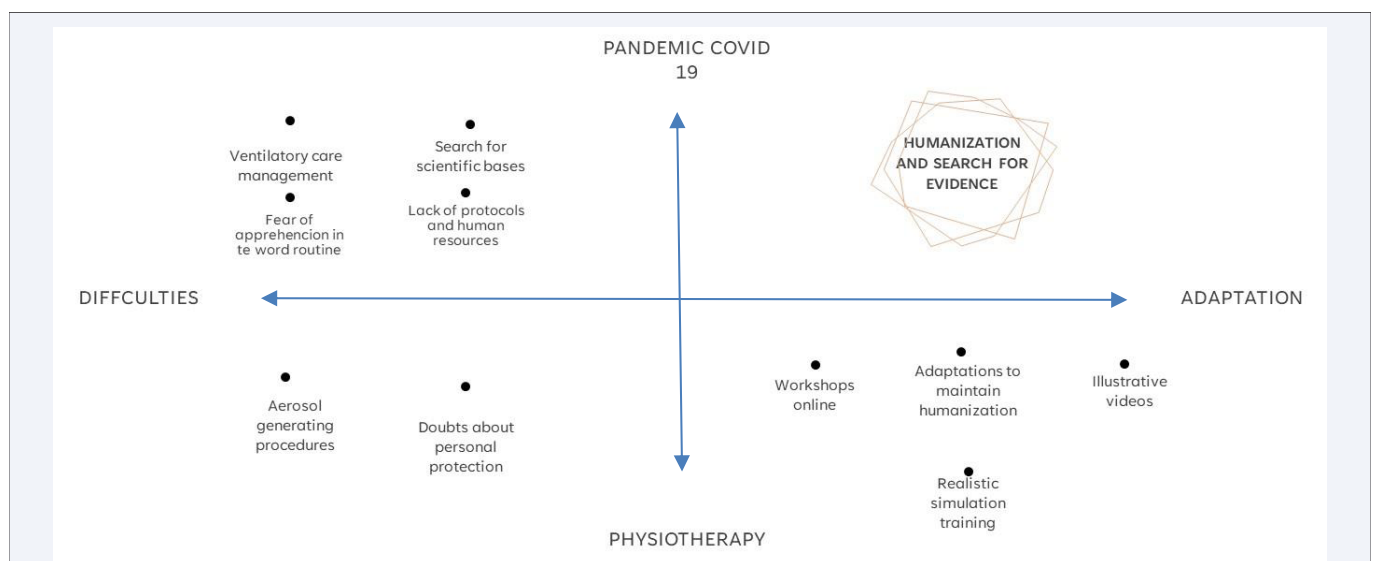 PANDEMIC COVID
19
Ventilatory care
management
Search for
scientific bases
HUMANIZATION
AND SEARCH FOR
EVIDENCE
Fear of
apprehencion in
te word routine
Lack of protocols
and human
resources
DIFFCULTIES
ADAPTATION
Aerosol
generating
procedures
Doubts about
personal
protection
Workshops
online
Adaptations to
maintain
humanization
Illustrative
videos
Realistic
simulation
training
PHYSIOTHERAPY